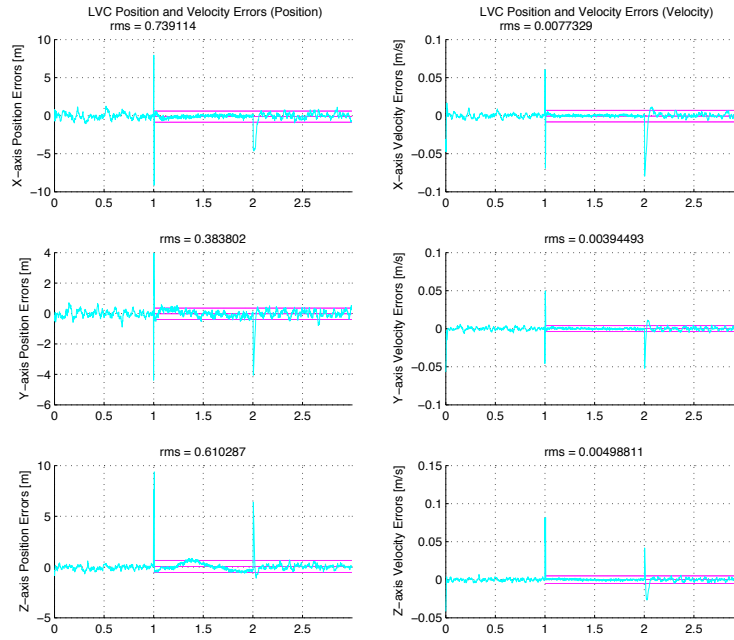 LVC Position and Velocity Errors (Position)
rms = 0.739114
X−axis Position Errors [m]
10
5
0
−5
−10
0 0.5 1 1.5 2 2.5
LVC Position and Velocity Errors (Velocity)
rms = 0.0077329
X−axis Velocity Errors [m/s]
0.1
0.05
0
−0.05
−0.1
0 0.5 1 1.5 2 2.5
rms = 0.383802
Y−axis Position Errors [m]
4
2
0
−2
−4
−6
0 0.5 1 1.5 2 2.5
rms = 0.00394493
Y−axis Velocity Errors [m/s]
0.1
0.05
0
−0.05
−0.1
0 0.5 1 1.5 2 2.5
rms = 0.610287
Z−axis Position Errors [m]
10
5
0
−5
0 0.5 1 1.5 2 2.5
rms = 0.00498811
Z−axis Velocity Errors [m/s]
0.15
0.1
0.05
0
−0.05
0 0.5 1 1.5 2 2.5